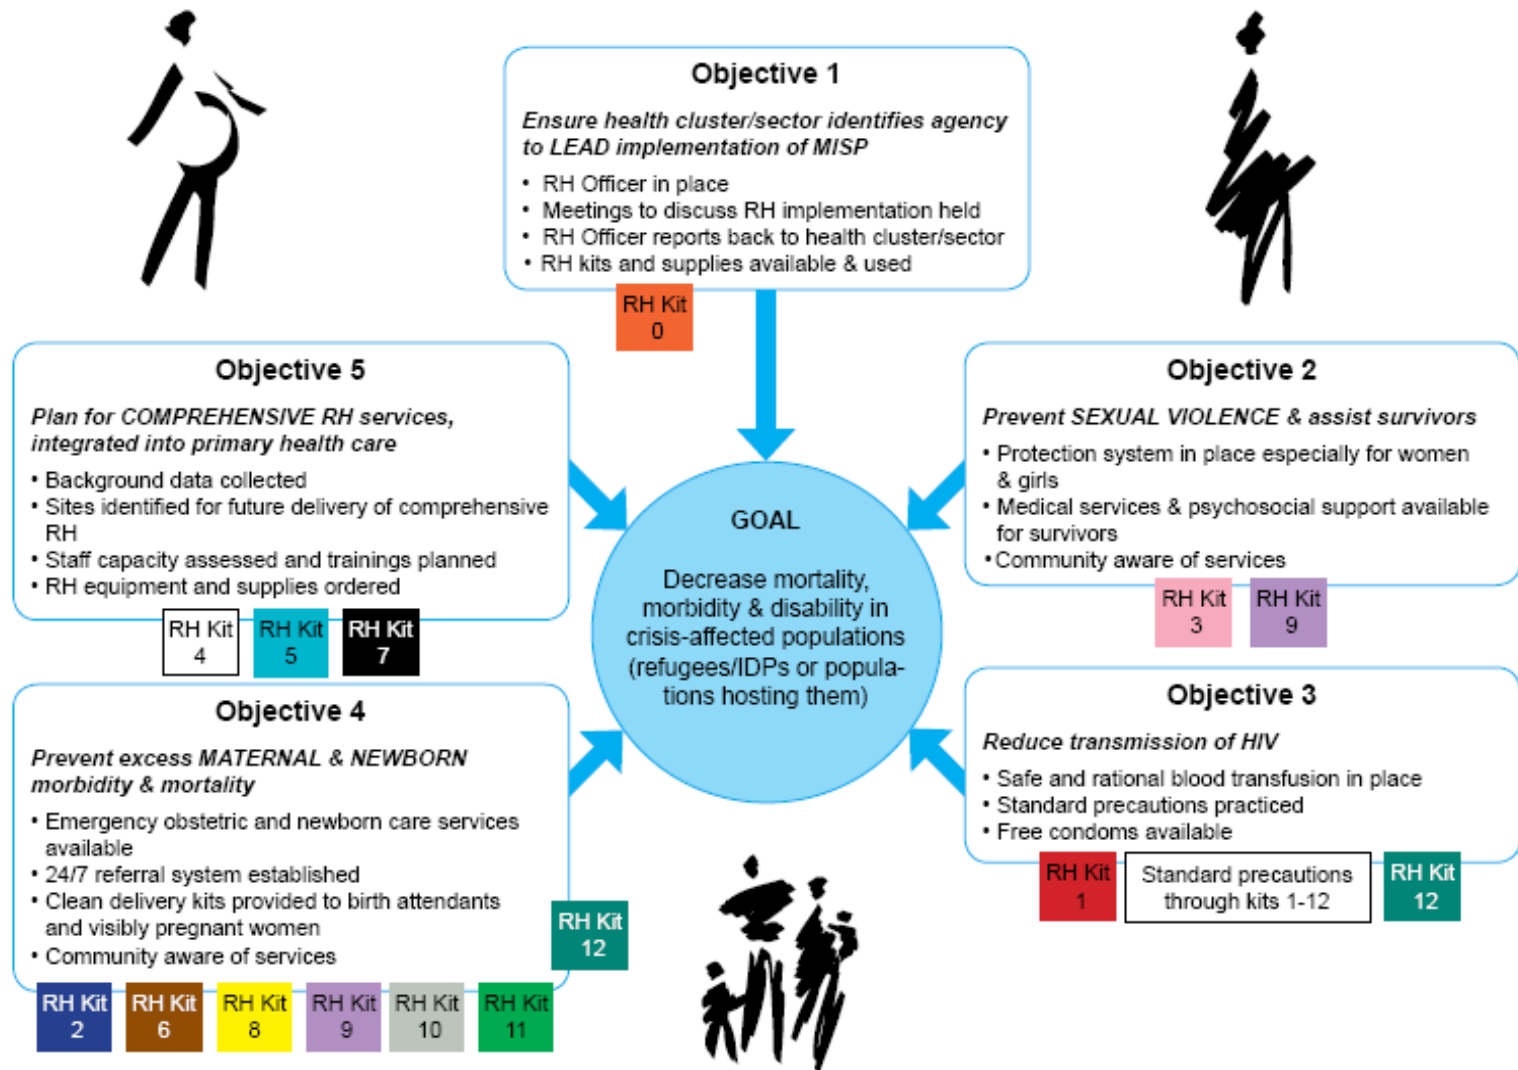 Objective 1
Ensure health cluster/sector identifies agency
to LEAD implementation of MISP
• RH Officer in place
• Meetings to discuss RH implementation held
• RH Officer reports back to health cluster/sector
• RH kits and supplies available & used
RH Kit
0
Objective 5
Plan for COMPREHENSIVE RH services,
integrated into primary health care
• Background data collected
• Sites identified for future delivery of comprehensive
RH
• Staff capacity assessed and trainings planned
• RH equipment and supplies ordered
RH Kit
4
RH Kit
5
RH Kit
7
Objective 2
Prevent SEXUAL VIOLENCE & assist survivors
• Protection system in place especially for women
& girls
• Medical services & psychosocial support available
for survivors
• Community aware of services
RH Kit
3
RH Kit
9
GOAL
Decrease mortality,
morbidity & disability in
crisis-affected populations
(refugees/IDPs or popula-
tions hosting them)
Objective 4
Prevent excess MATERNAL & NEWBORN
morbidity & mortality
• Emergency obstetric and newborn care services
available
• 24/7 referral system established
• Clean delivery kits provided to birth attendants
and visibly pregnant women
• Community aware of services
RH Kit
12
RH Kit
2
RH Kit
6
RH Kit
8
RH Kit
9
RH Kit
10
RH Kit
11
Objective 3
Reduce transmission of HIV
• Safe and rational blood transfusion in place
• Standard precautions practiced
• Free condoms available
RH Kit
1
Standard precautions
through kits 1-12
RH Kit
12